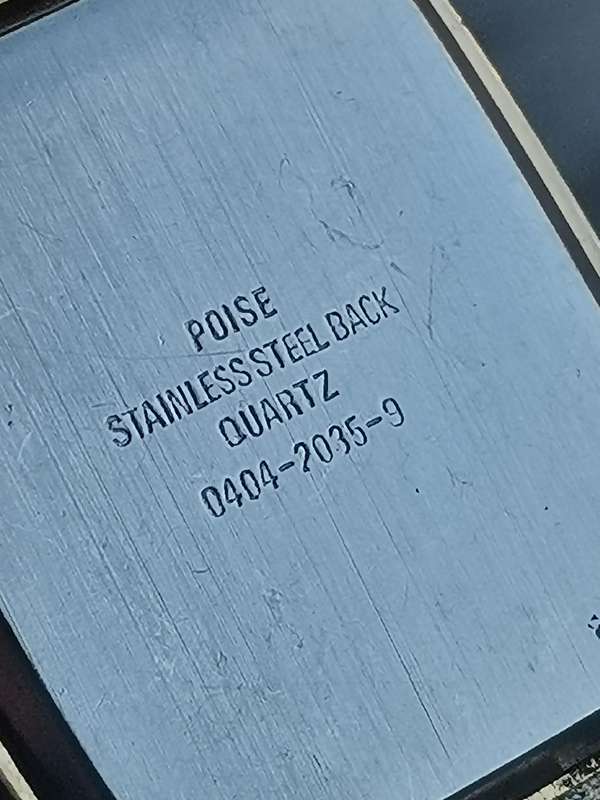 POISE
STAINLESS STEEL BACK
QUARTZ
0404-2035-9